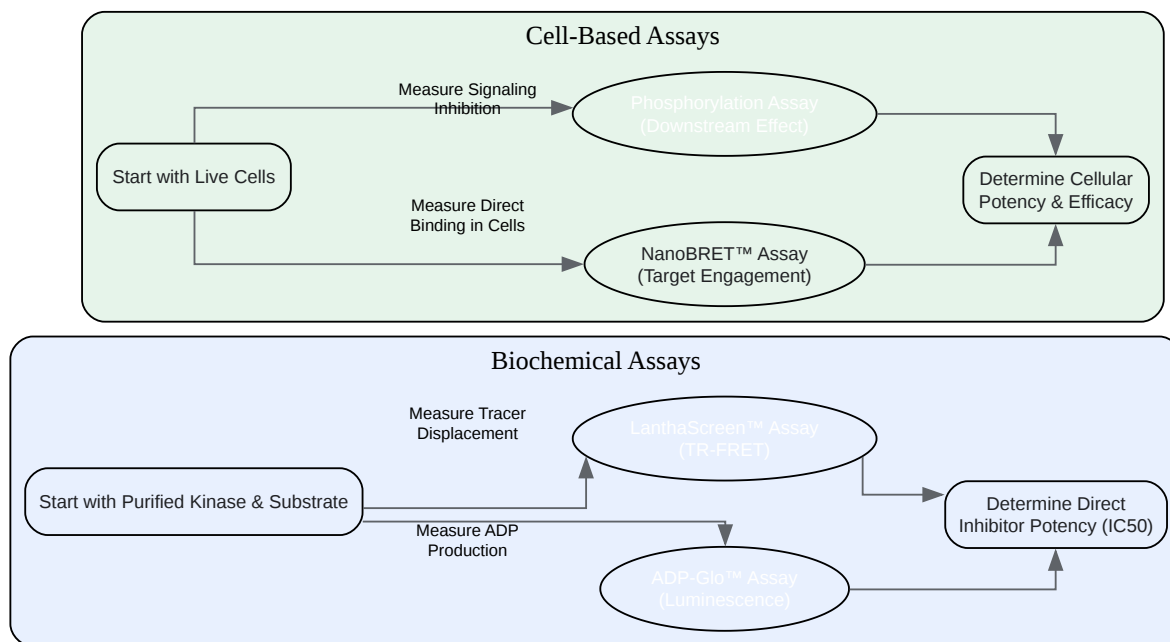 Cell-Based Assays
Measure Signaling
Inhibition
Phosphorylation Assay
(Downstream Effect)
Start with Live Cells
Determine Cellular
Potency & Efficacy
Measure Direct
Binding in Cells
NanoBRET™ Assay
(Target Engagement)
Biochemical Assays
Measure Tracer
Displacement
LanthaScreen™ Assay
(TR-FRET)
Start with Purified Kinase & Substrate
Determine Direct
Inhibitor Potency (IC50)
Measure ADP
Production
ADP-Glo™ Assay
(Luminescence)